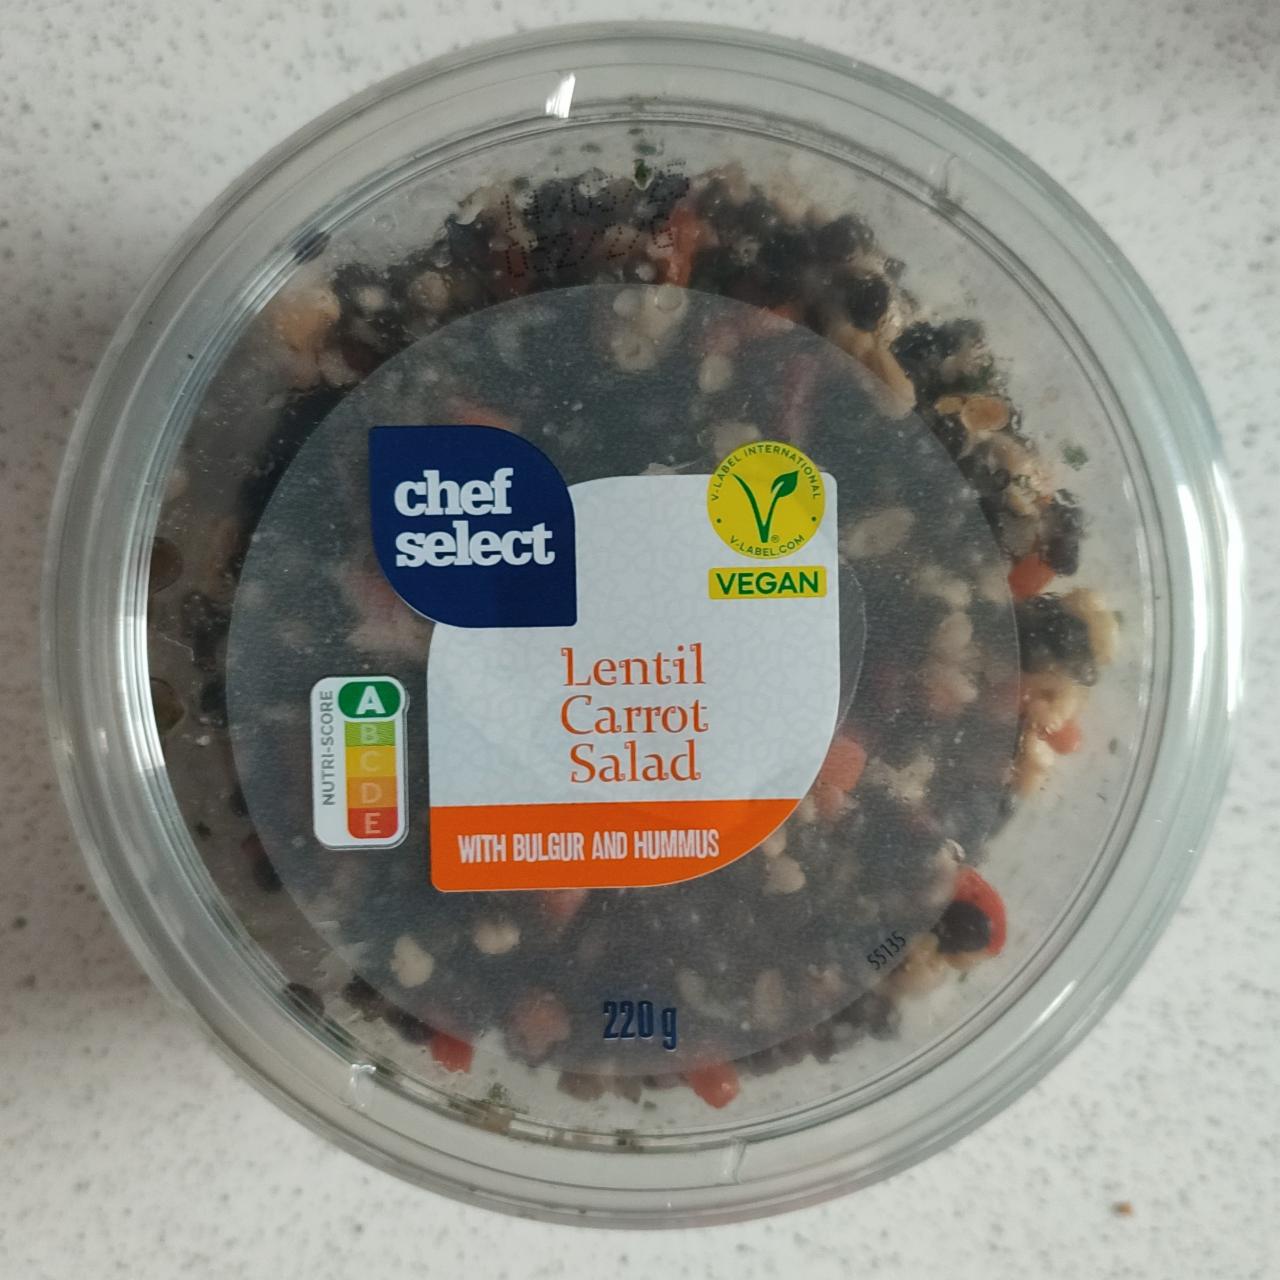 chef
select
V-LABEL INTERNATIONAL
V-LABEL.COM
VEGAN
Lentil
Carrot
Salad
WITH BULGUR AND HUMMUS
NUTRI-SCORE
A
B
C
D
E
55135
220 g